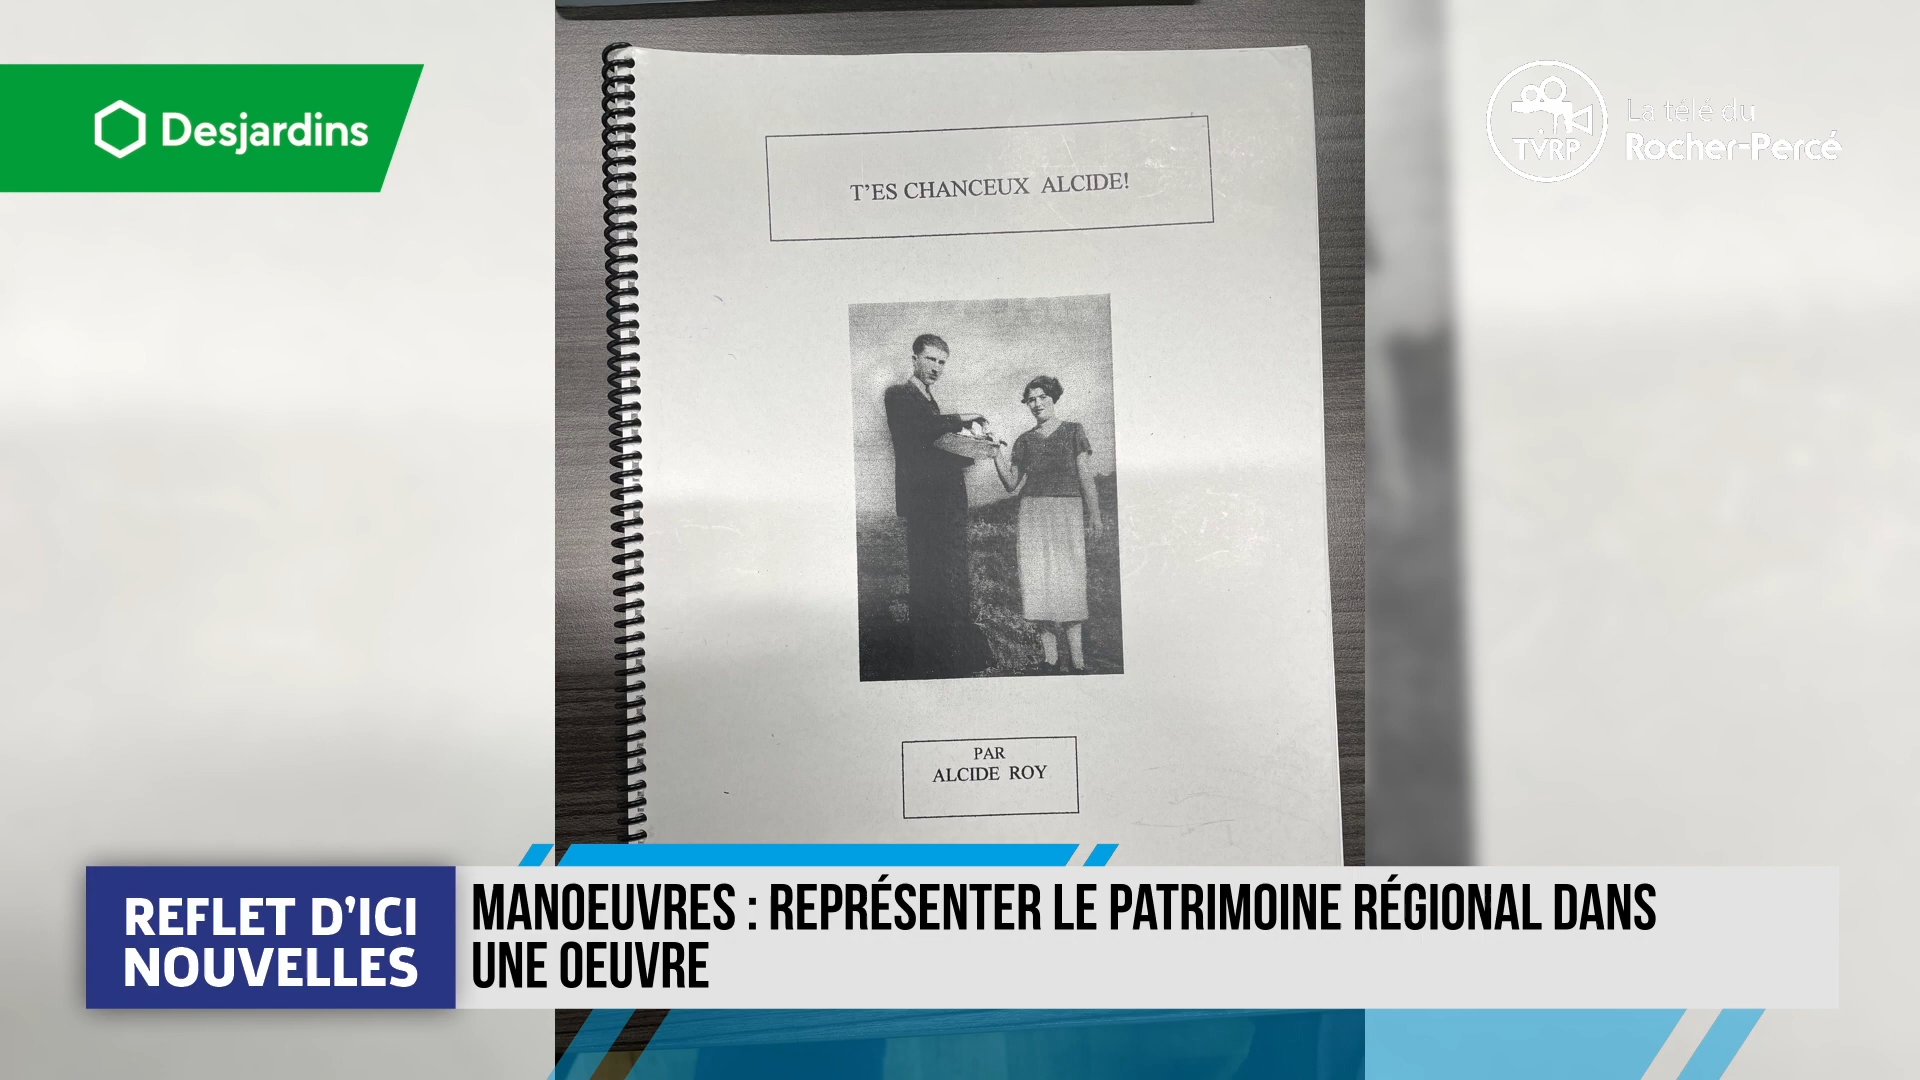 Desjardins
TVRP
La télé du
Rocher-Percé
T'ES CHANCEUX ALCIDE!
PAR
ALCIDE ROY
REFLET D'ICI
NOUVELLES
MANOEUVRES : REPRÉSENTER LE PATRIMOINE RÉGIONAL DANS
UNE OEUVRE